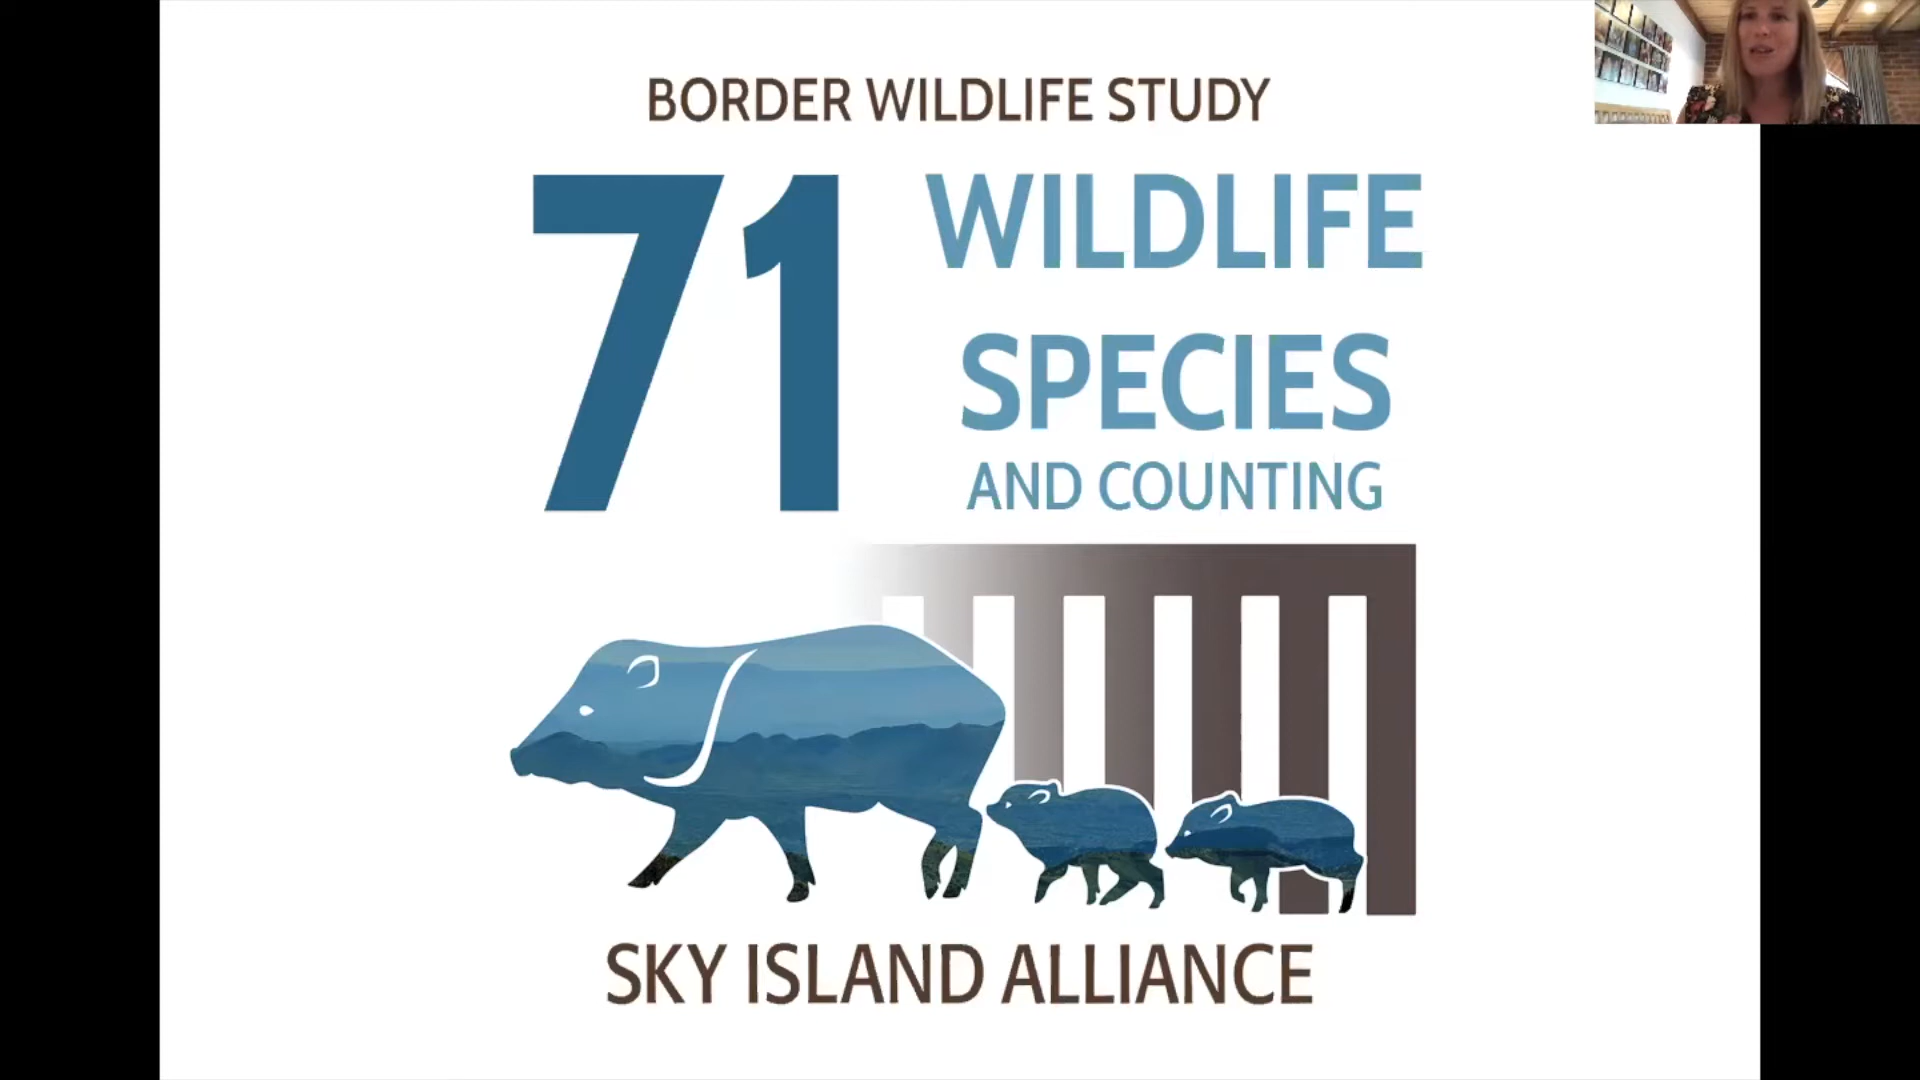 BORDER WILDLIFE STUDY
71
WILDLIFE
SPECIES
AND COUNTING
SKY ISLAND ALLIANCE